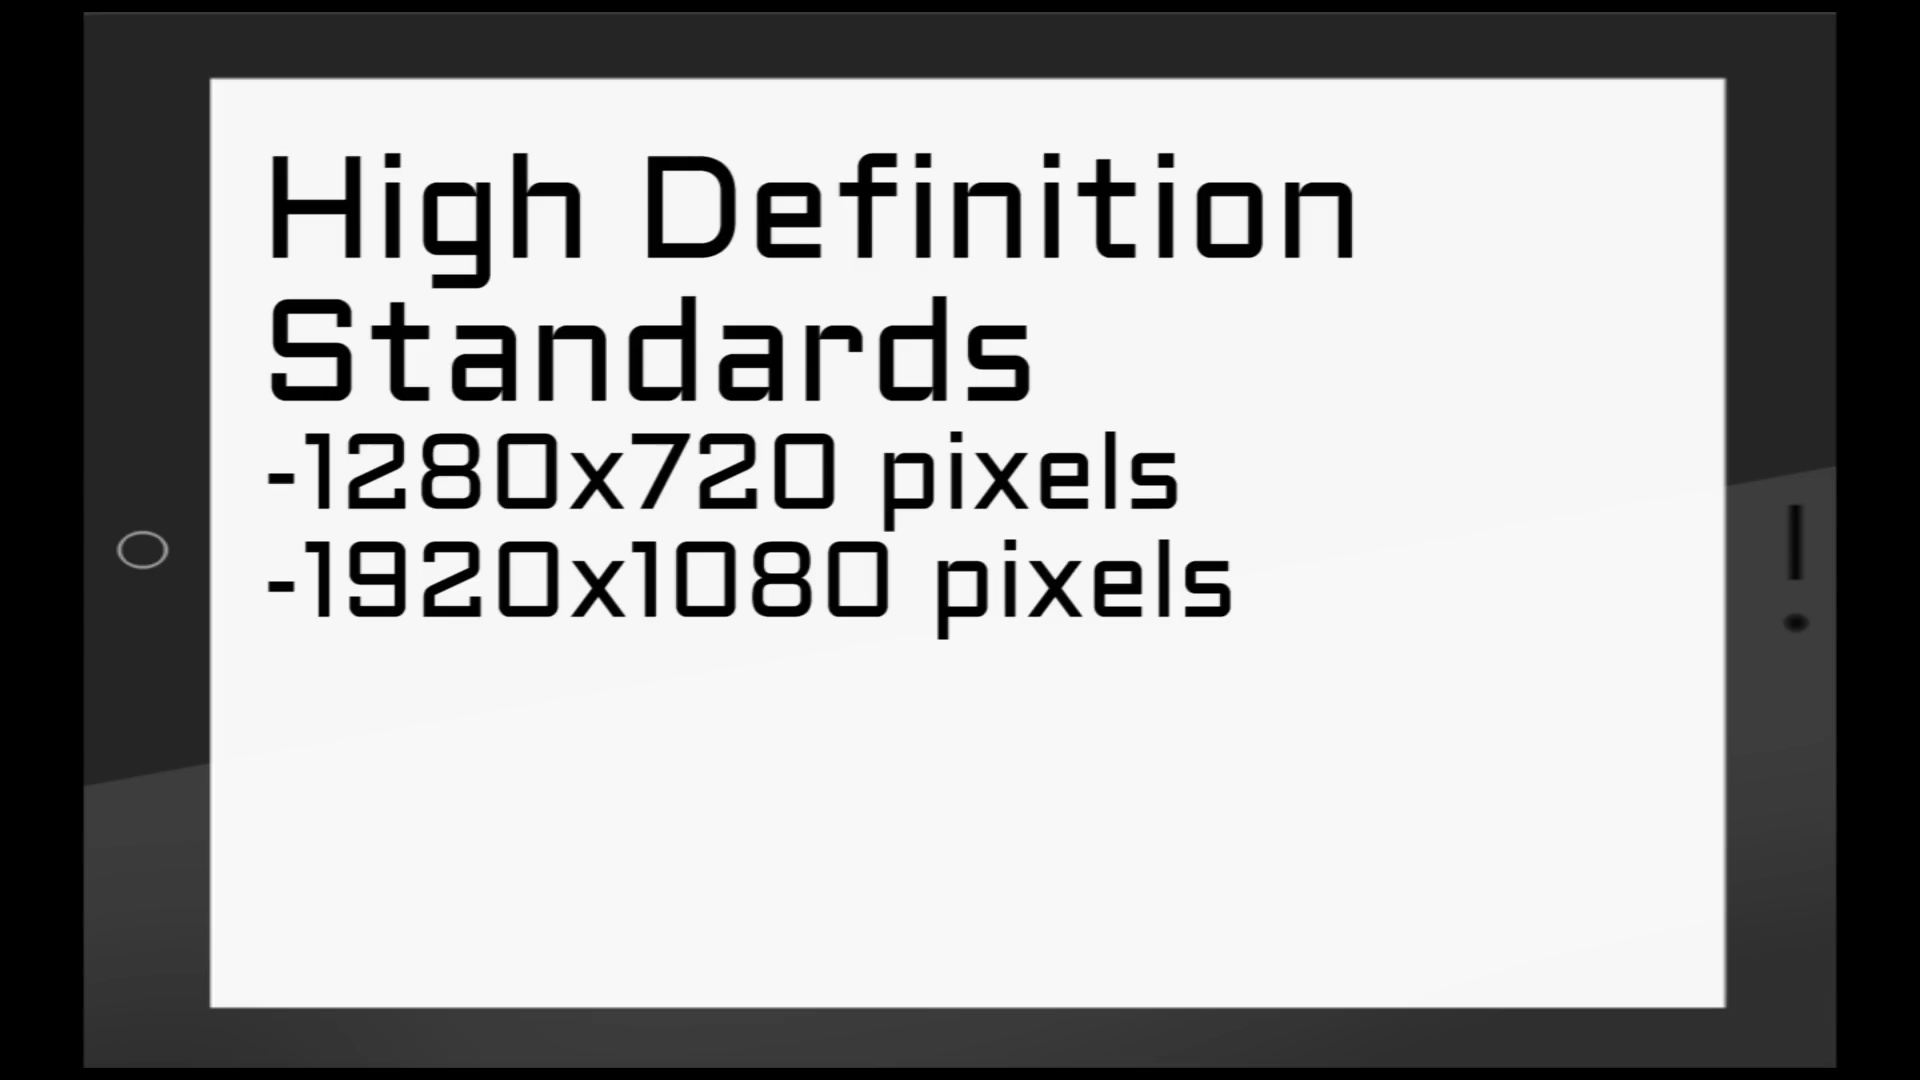 High Definition
Standards
-1280x720 pixels
-1920x1080 pixels